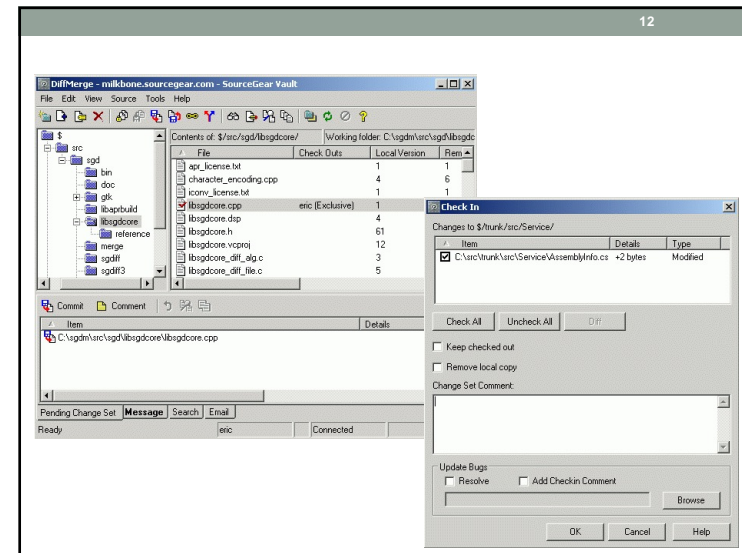 12
DiffMerge - milkbone.sourcegear.com - SourceGear Vault
File Edit View Source Tools Help
$
src
sgd
bin
doc
gtk
libaprbuild
libsgdcore
reference
merge
sgdiff
sgdiff3
Contents of: $/src/sgd/libsgdcore/ Working folder: C:\sgdm\src\sgd\libsgdc
File Check Outs Local Version Rem
apr_license.txt 1 1
character_encoding.cpp 4 6
iconv_license.txt 1 1
libsgdcore.cpp eric (Exclusive) 1
libsgdcore.dsp 4
libsgdcore.h 61
libsgdcore.vcproj 12
libsgdcore_diff_alg.c 3
libsgdcore_diff_file.c 5
Commit Comment
Item Details
C:\sgdm\src\sgd\libsgdcore\libsgdcore.cpp
Pending Change Set Message Search Email
Ready eric Connected
Check In
Changes to $/trunk/src/Service/
Item Details Type
C:\src\trunk\src\Service\AssemblyInfo.cs +2 bytes Modified
Check All Uncheck All Diff
Keep checked out
Remove local copy
Change Set Comment:
Update Bugs
Resolve Add Checkin Comment
Browse
OK Cancel Help